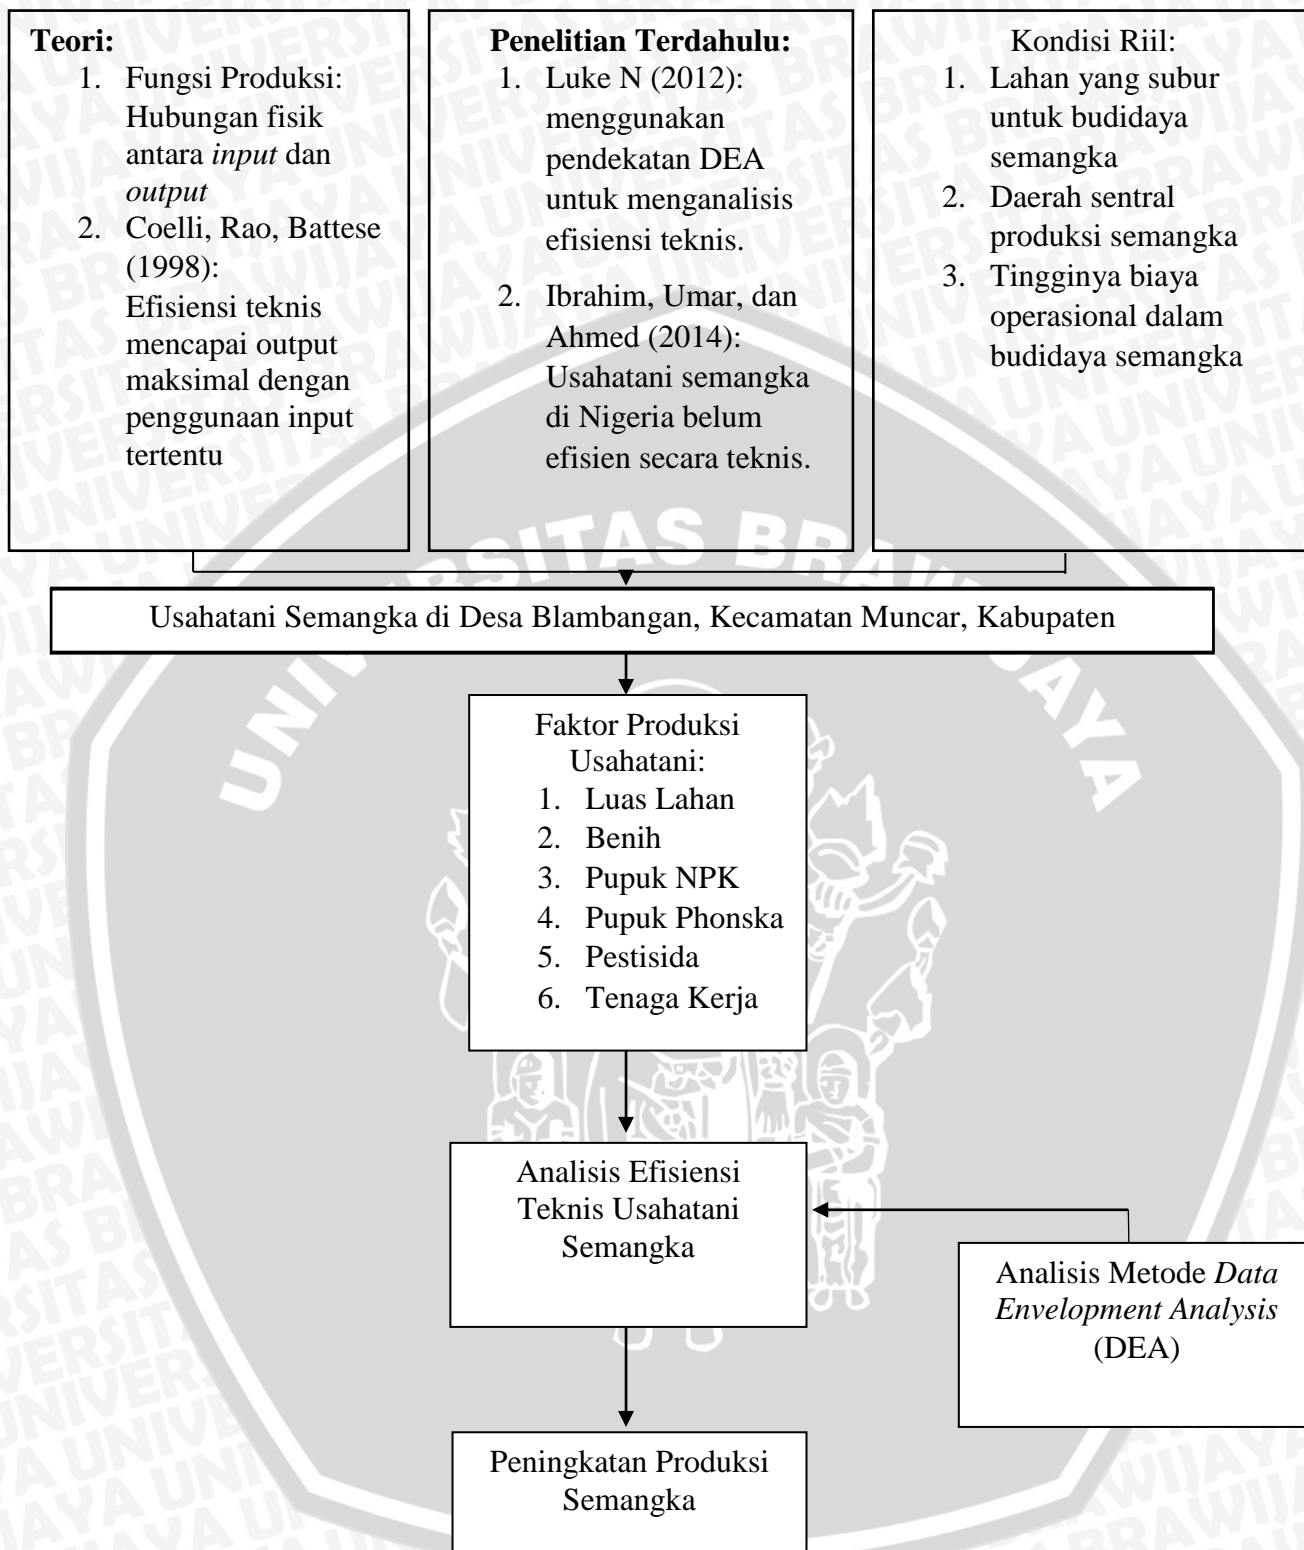 Teori:
1. Fungsi Produksi:
Hubungan fisik
antara input dan
output
2. Coelli, Rao, Battese
(1998):
Efisiensi teknis
mencapai output
maksimal dengan
penggunaan input
tertentu
Penelitian Terdahulu:
1. Luke N (2012):
menggunakan
pendekatan DEA
untuk menganalisis
efisiensi teknis.
2. Ibrahim, Umar, dan
Ahmed (2014):
Usahatani semangka
di Nigeria belum
efisien secara teknis.
Kondisi Riil:
1. Lahan yang subur
untuk budidaya
semangka
2. Daerah sentral
produksi semangka
3. Tingginya biaya
operasional dalam
budidaya semangka
UNIVERSITAS BRAWIJAYA
Usahatani Semangka di Desa Blambangan, Kecamatan Muncar, Kabupaten
Faktor Produksi
Usahatani:
1. Luas Lahan
2. Benih
3. Pupuk NPK
4. Pupuk Phonska
5. Pestisida
6. Tenaga Kerja
Analisis Efisiensi
Teknis Usahatani
Semangka
Analisis Metode Data
Envelopment Analysis
(DEA)
Peningkatan Produksi
Semangka